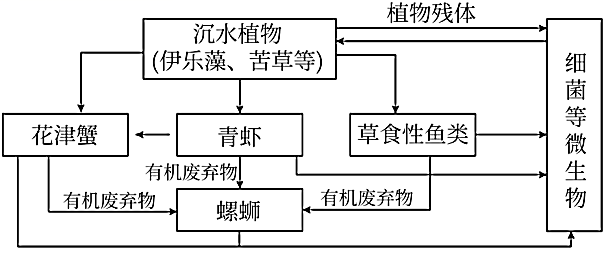 植物残体
沉水植物
(伊乐藻、苦草等)
细菌等微生物
花津蟹
青虾
草食性鱼类
有机废弃物
有机废弃物
有机废弃物
螺蛳